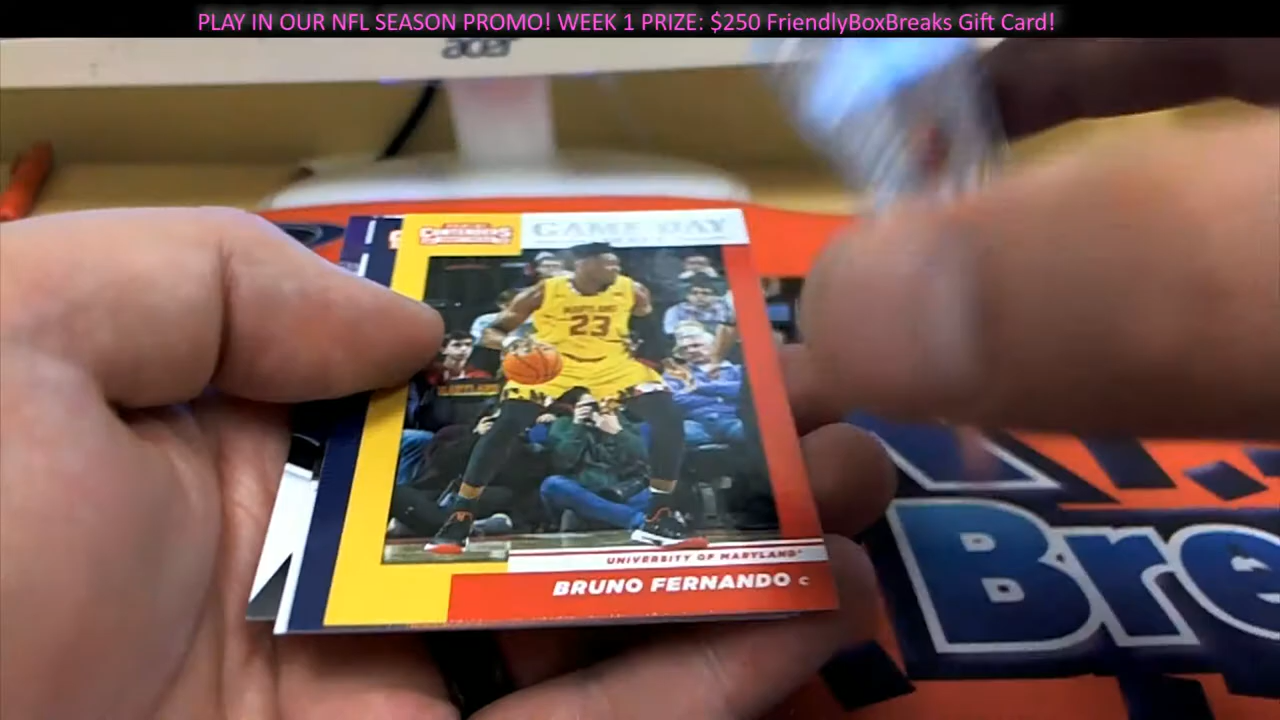 PLAY IN OUR NFL SEASON PROMO! WEEK 1 PRIZE: $250 FriendlyBoxBreaks Gift Card!
acer
CONTENDERS
GAME DAY
MARYLAND
23
UNIVERSITY OF MARYLAND
BRUNO FERNANDO C
Bre